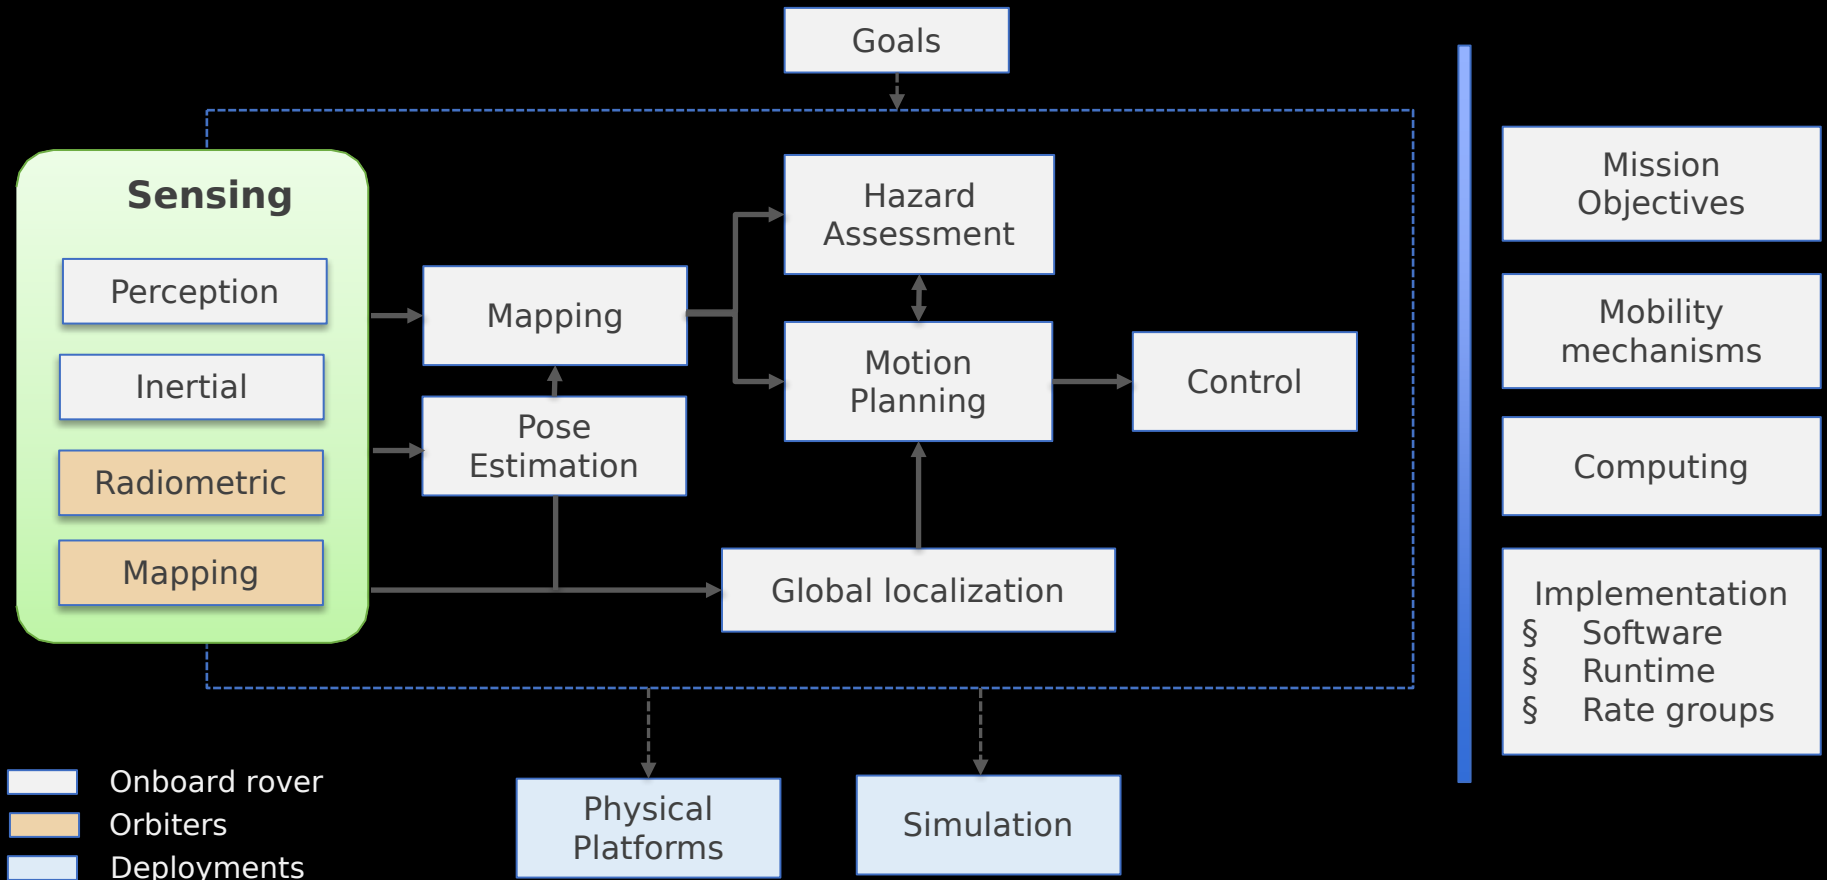 Goals
Sensing
Perception
Inertial
Radiometric
Mapping
Mapping
Pose
Estimation
Hazard
Assessment
Motion
Planning
Control
Global localization
Physical
Platforms
Simulation
Onboard rover
Orbiters
Deployments
Mission
Objectives
Mobility
mechanisms
Computing
Implementation
§ Software
§ Runtime
§ Rate groups